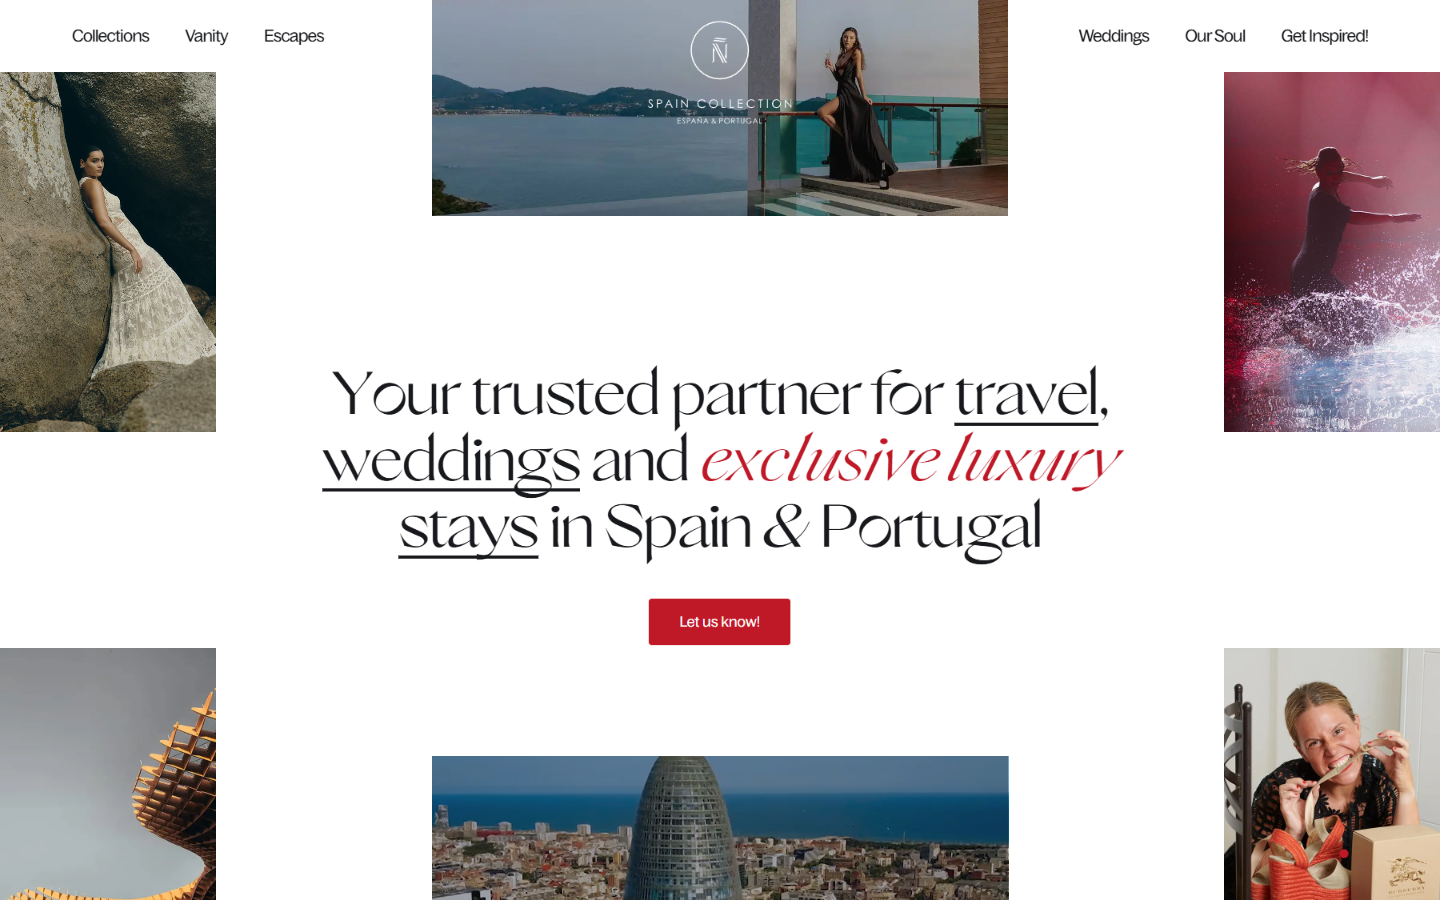 Collections
Vanity
Escapes
Ñ
SPAIN COLLECTION
ESPAÑA & PORTUGAL
Weddings
Our Soul
Get Inspired!
Your trusted partner for travel,
weddings and exclusive luxury
stays in Spain & Portugal
Let us know!
BURBERRY